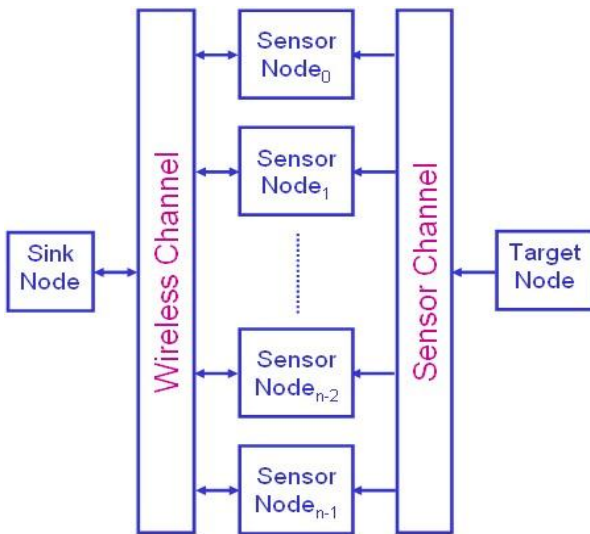 Sink
Node
Wireless Channel
Sensor
Node₀
Sensor
Node₁
Sensor
Nodeₙ₋₂
Sensor
Nodeₙ₋₁
Sensor Channel
Target
Node